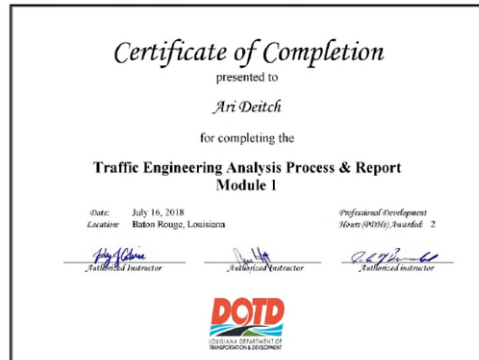 Certificate of Completion
presented to
Ari Deitch
for completing the
Traffic Engineering Analysis Process & Report
Module 1
Date: July 16, 2018
Location: Baton Rouge, Louisiana
Professional Development
Hours (PDHs) Awarded: 2
Authorized Instructor
Authorized Instructor
Authorized instructor
DOTD
LOUISIANA DEPARTMENT OF
TRANSPORTATION & DEVELOPMENT